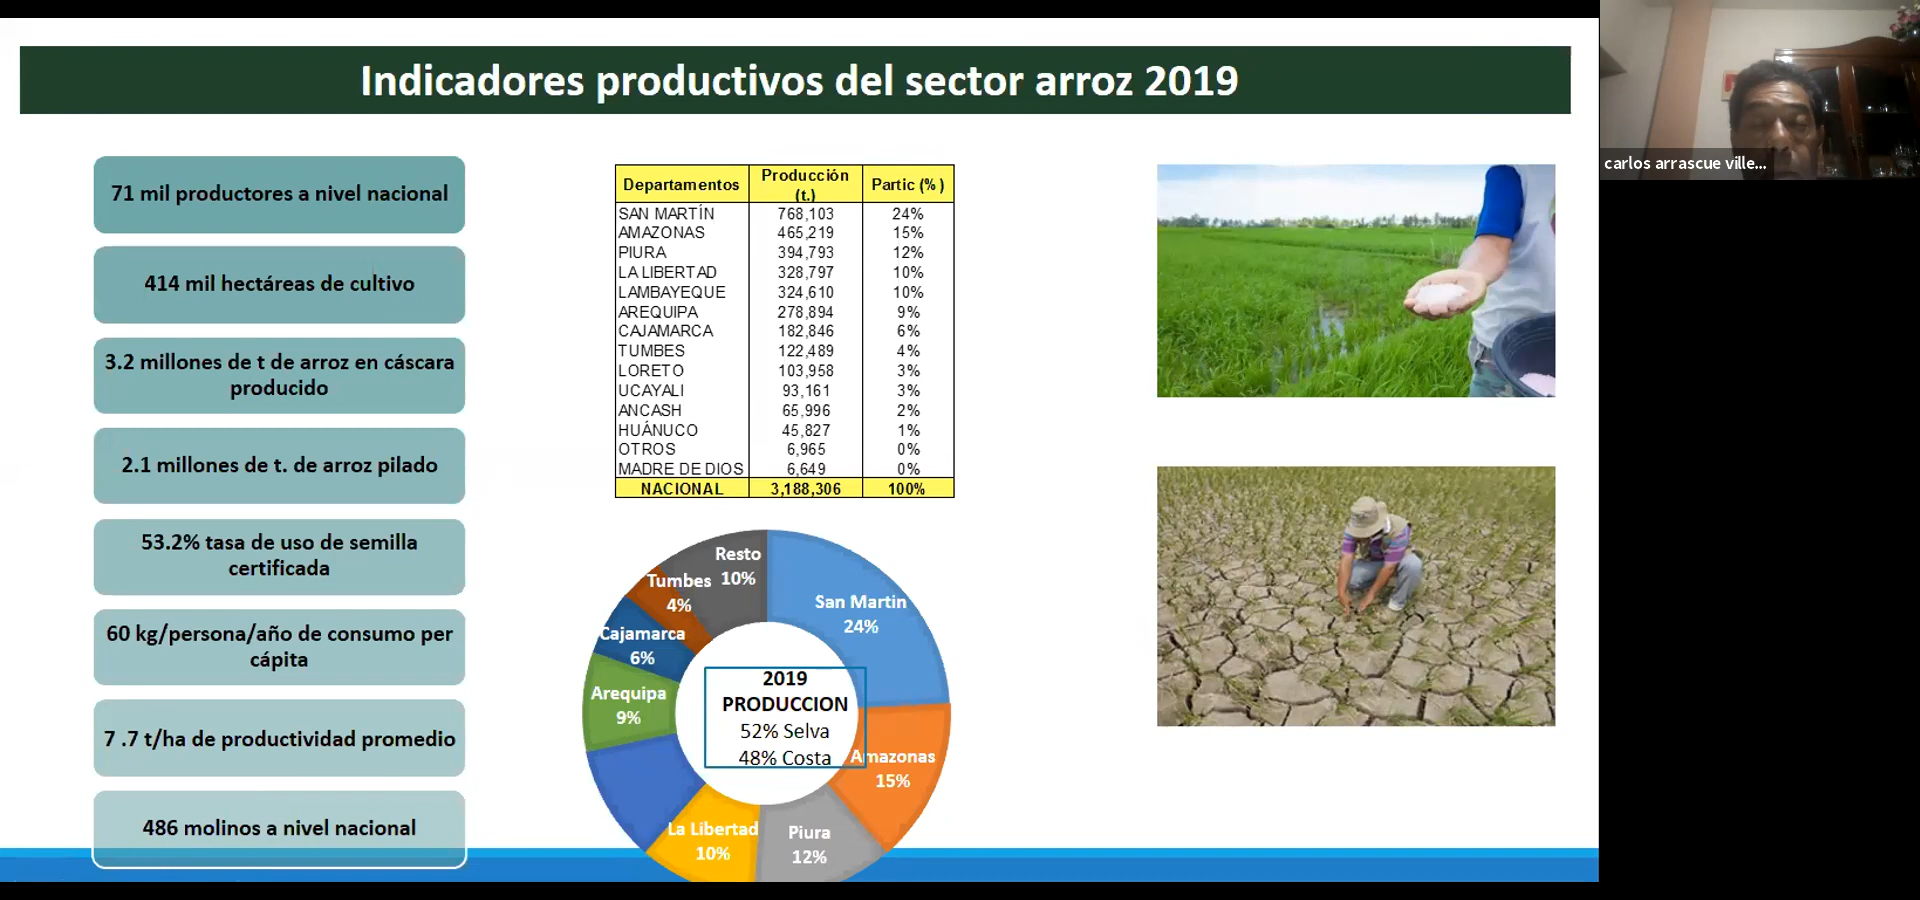 Indicadores productivos del sector arroz 2019
71 mil productores a nivel nacional
414 mil hectáreas de cultivo
3.2 millones de t de arroz en cáscara
producido
2.1 millones de t. de arroz pilado
53.2% tasa de uso de semilla
certificada
60 kg/persona/año de consumo per
cápita
7 .7 t/ha de productividad promedio
486 molinos a nivel nacional
Departamentos Producción (t.) Partic (%)
SAN MARTÍN 768,103 24%
AMAZONAS 465,219 15%
PIURA 394,793 12%
LA LIBERTAD 328,797 10%
LAMBAYEQUE 324,610 10%
AREQUIPA 278,894 9%
CAJAMARCA 182,846 6%
TUMBES 122,489 4%
LORETO 103,958 3%
UCAYALI 93,161 3%
ANCASH 65,996 2%
HUÁNUCO 45,827 1%
OTROS 6,965 0%
MADRE DE DIOS 6,649 0%
NACIONAL 3,188,306 100%
Resto
10%
Tumbes
4%
San Martin
24%
Cajamarca
6%
Arequipa
9%
2019
PRODUCCION
52% Selva
48% Costa
Amazonas
15%
La Libertad
10%
Piura
12%
carlos arrascue ville...